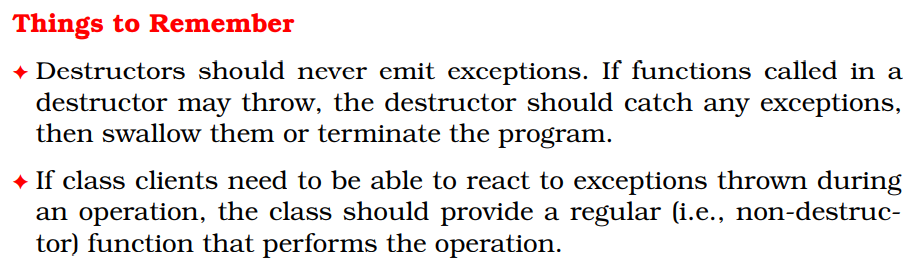 Things to Remember
✦ Destructors should never emit exceptions. If functions called in a
destructor may throw, the destructor should catch any exceptions,
then swallow them or terminate the program.
✦ If class clients need to be able to react to exceptions thrown during
an operation, the class should provide a regular (i.e., non-destruc-
tor) function that performs the operation.